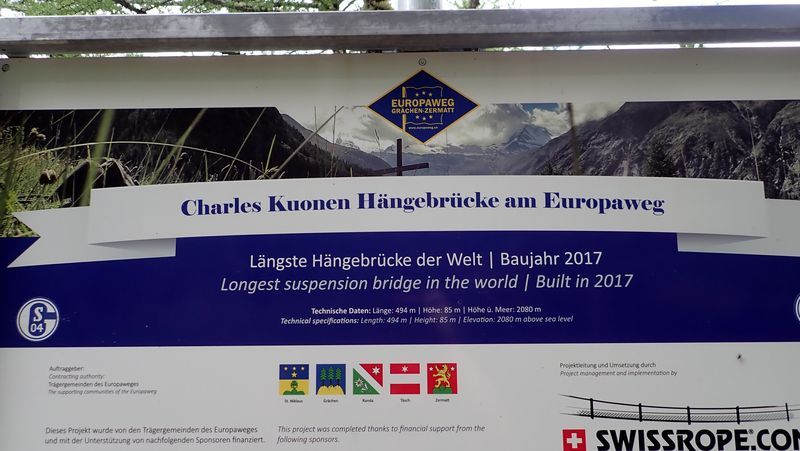 EUROPAWEG
GRÄCHEN-ZERMATT
www.europaweg.ch
Charles Kuonen Hängebrücke am Europaweg
Längste Hängebrücke der Welt | Baujahr 2017
Longest suspension bridge in the world | Built in 2017
Technische Daten: Länge: 494 m | Höhe: 85 m | Höhe ü. Meer: 2080 m
Technical specifications: Length: 494 m | Height: 85 m | Elevation: 2080 m above sea level
S
04
Auftraggeber:
Contracting authority:
Trägergemeinden des Europaweges
The supporting communities of the Europaweg
St. Niklaus
Grächen
Randa
Täsch
Zermatt
Projektleitung und Umsetzung durch
Project management and implementation by
Dieses Projekt wurde von den Trägergemeinden des Europaweges
und mit der Unterstützung von nachfolgenden Sponsoren finanziert.
This project was completed thanks to financial support from the
following sponsors.
SWISSROPE.CON